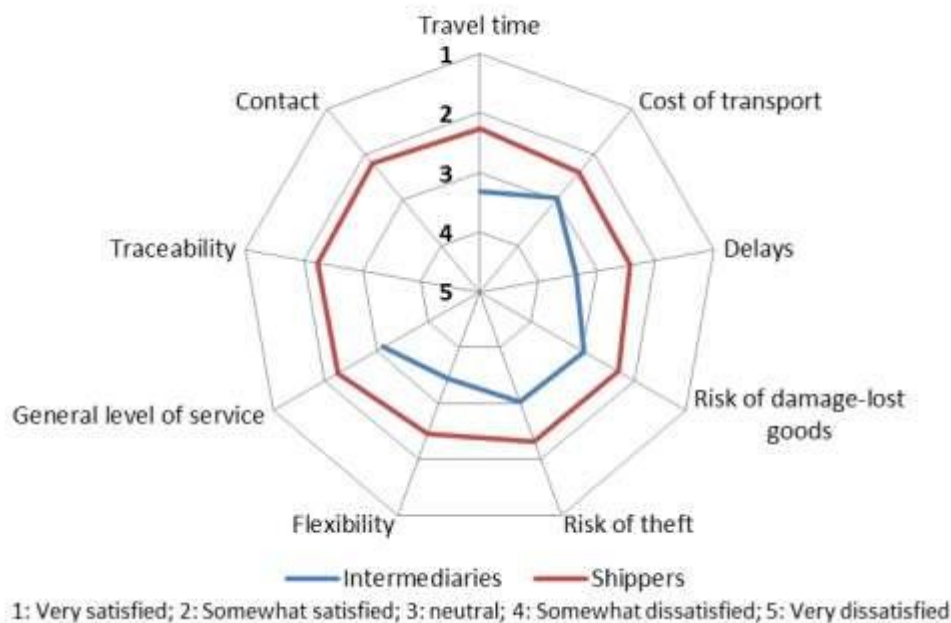 Travel time
1
Contact
Cost of transport
2
3
4
Traceability
Delays
5
General level of service
Risk of damage-lost
goods
Flexibility
Risk of theft
Intermediaries
Shippers
1: Very satisfied; 2: Somewhat satisfied; 3: neutral; 4: Somewhat dissatisfied; 5: Very dissatisfied